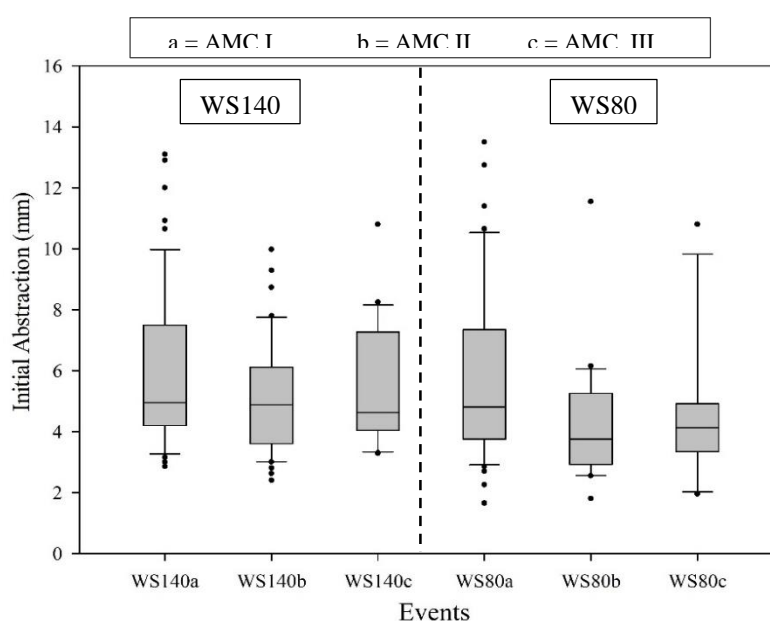 a = AMC I b = AMC II c = AMC III
16
WS140 WS80
14
12
10
8
6
4
2
0
Initial Abstraction (mm)
WS140a WS140b WS140c WS80a WS80b WS80c
Events